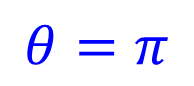 θ = π